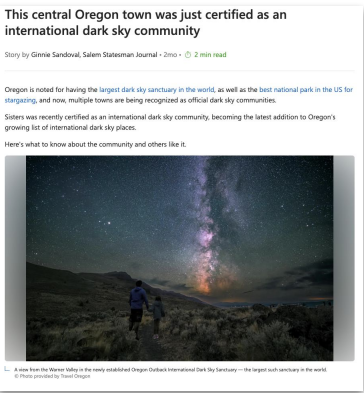 This central Oregon town was just certified as an
international dark sky community
Story by Ginnie Sandoval, Salem Statesman Journal • 2mo • 2 min read
Oregon is noted for having the largest dark sky sanctuary in the world, as well as the best national park in the US for
stargazing, and now, multiple towns are being recognized as official dark sky communities.
Sisters was recently certified as an international dark sky community, becoming the latest addition to Oregon's
growing list of international dark sky places.
Here's what to know about the community and others like it.
A view from the Warner Valley in the newly established Oregon Outback International Dark Sky Sanctuary — the largest such sanctuary in the world.
© Photo provided by Travel Oregon